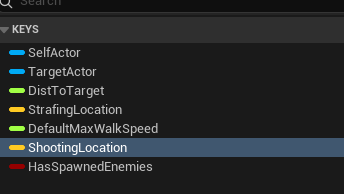 Search
KEYS
SelfActor
TargetActor
DistToTarget
StrafingLocation
DefaultMaxWalkSpeed
ShootingLocation
HasSpawnedEnemies